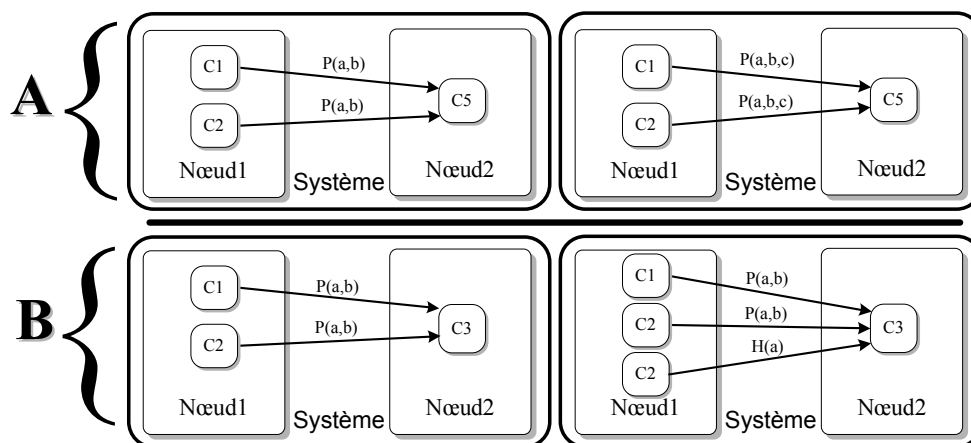 A
C1
P(a,b)
C2
P(a,b)
C5
Nœud1
Système
Nœud2
C1
P(a,b,c)
C2
P(a,b,c)
C5
Nœud1
Système
Nœud2
B
C1
P(a,b)
C2
P(a,b)
C3
Nœud1
Système
Nœud2
C1
P(a,b)
C2
P(a,b)
C2
H(a)
C3
Nœud1
Système
Nœud2